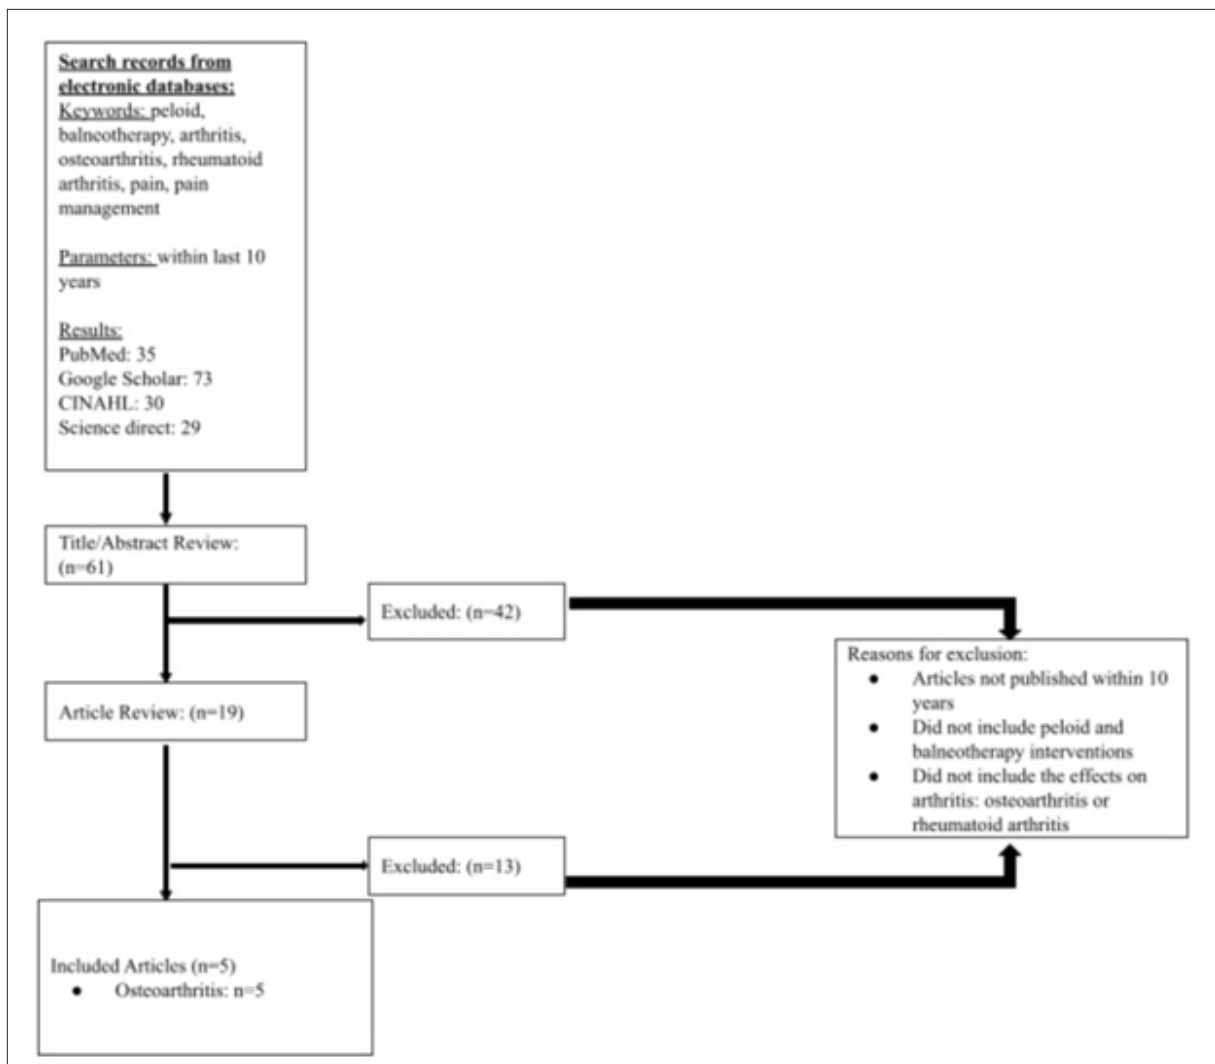 Search records from
electronic databases:
Keywords: peloid,
balneotherapy, arthritis,
osteoarthritis, rheumatoid
arthritis, pain, pain
management
Parameters: within last 10
years
Results:
PubMed: 35
Google Scholar: 73
CINAHL: 30
Science direct: 29
Title/Abstract Review:
(n=61)
Excluded: (n=42)
Reasons for exclusion:
● Articles not published within 10
years
● Did not include peloid and
balneotherapy interventions
● Did not include the effects on
arthritis: osteoarthritis or
rheumatoid arthritis
Article Review: (n=19)
Excluded: (n=13)
Included Articles (n=5)
● Osteoarthritis: n=5